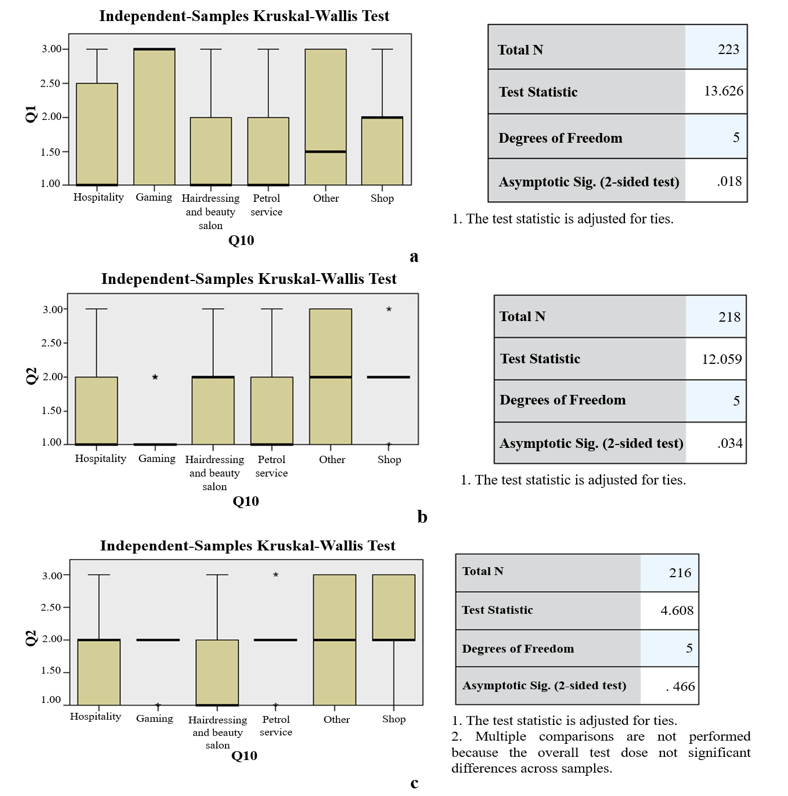 Independent-Samples Kruskal-Wallis Test
3.00
2.50
2.00
1.50
1.00
Q1
Hospitality Gaming Hairdressing and beauty salon Petrol service Other Shop
Q10
Total N 223
Test Statistic 13.626
Degrees of Freedom 5
Asymptotic Sig. (2-sided test) .018
1. The test statistic is adjusted for ties.
a
Independent-Samples Kruskal-Wallis Test
3.00
2.50
2.00
1.50
1.00
Q2
Hospitality Gaming Hairdressing and beauty salon Petrol service Other Shop
Q10
Total N 218
Test Statistic 12.059
Degrees of Freedom 5
Asymptotic Sig. (2-sided test) .034
1. The test statistic is adjusted for ties.
b
Independent-Samples Kruskal-Wallis Test
3.00
2.50
2.00
1.50
1.00
Q2
Hospitality Gaming Hairdressing and beauty salon Petrol service Other Shop
Q10
Total N 216
Test Statistic 4.608
Degrees of Freedom 5
Asymptotic Sig. (2-sided test) . 466
1. The test statistic is adjusted for ties.
2. Multiple comparisons are not performed
because the overall test dose not significant
differences across samples.
c